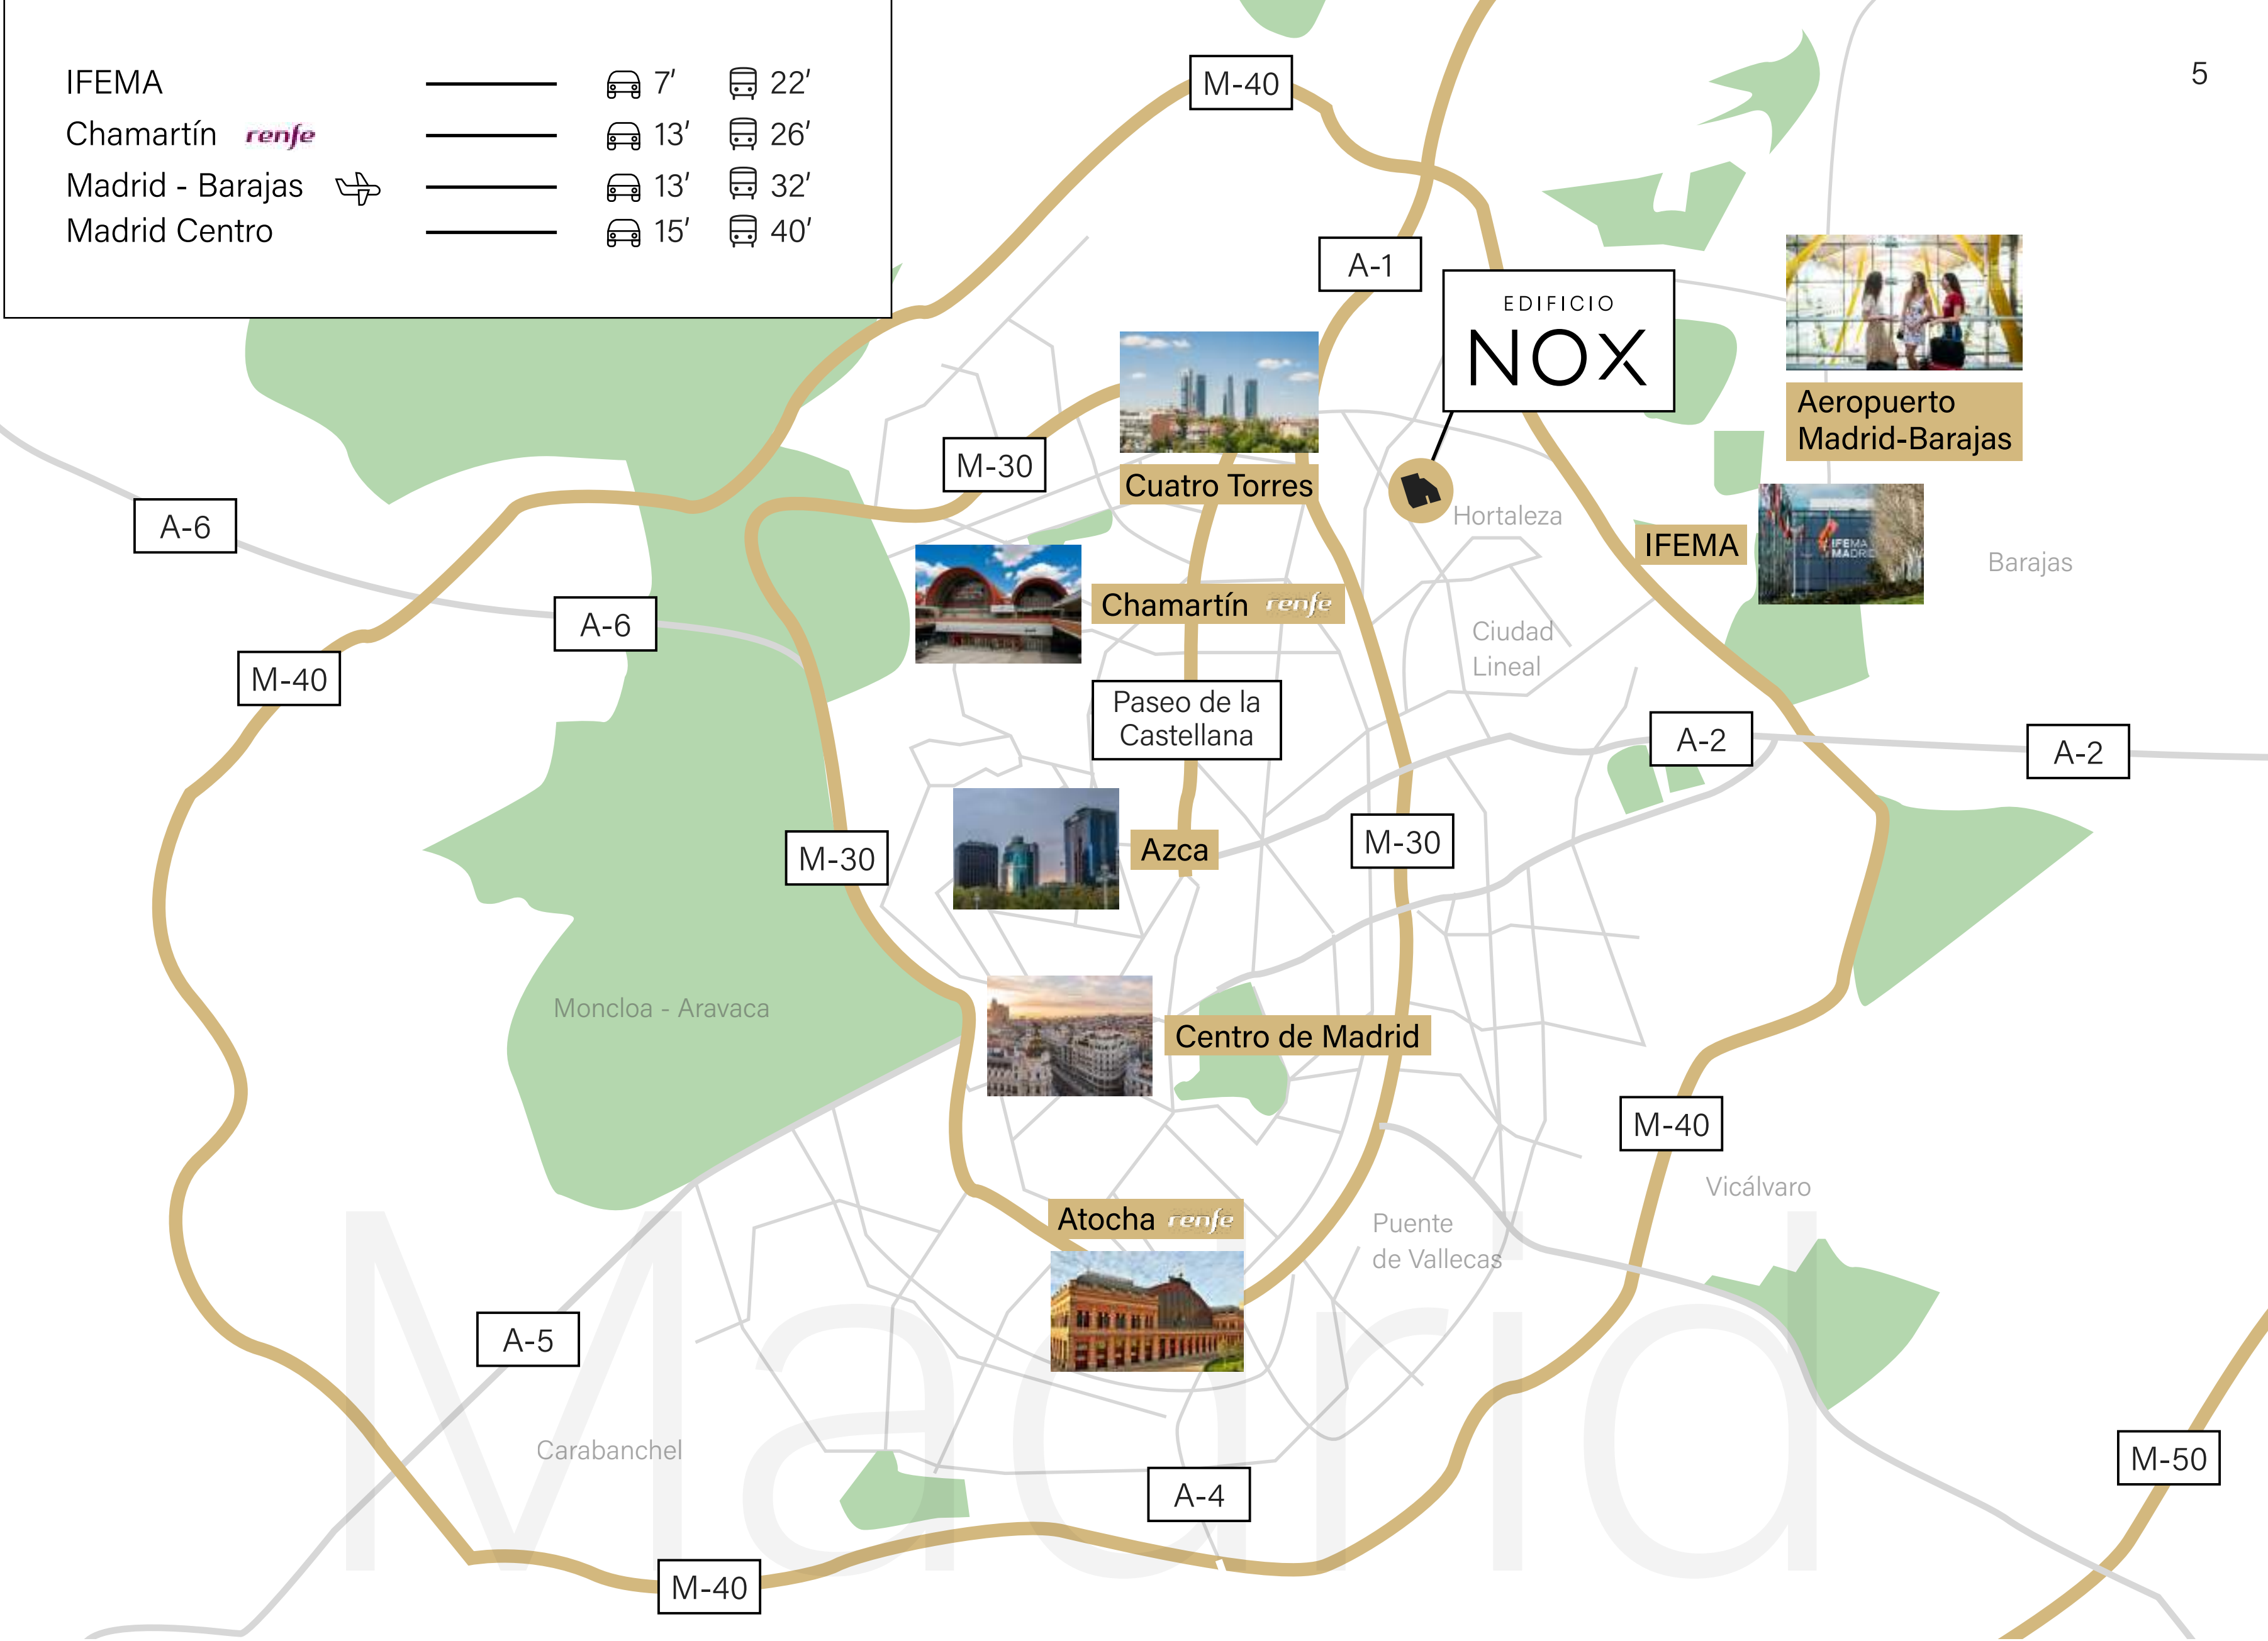 IFEMA 7′ 22′
Chamartín renfe 13′ 26′
Madrid - Barajas 13′ 32′
Madrid Centro 15′ 40′
5
M-40
A-1
EDIFICIO
NOX
Aeropuerto
Madrid-Barajas
M-30
Cuatro Torres
A-6
Hortaleza
IFEMA
IFEMA
MADRID
Barajas
A-6
Chamartín renfe
Ciudad
Lineal
M-40
Paseo de la
Castellana
A-2
A-2
M-30
Azca
M-30
Moncloa - Aravaca
Centro de Madrid
M-40
Vicálvaro
Atocha renfe
Puente
de Vallecas
A-5
Madrid
Carabanchel
M-50
A-4
M-40